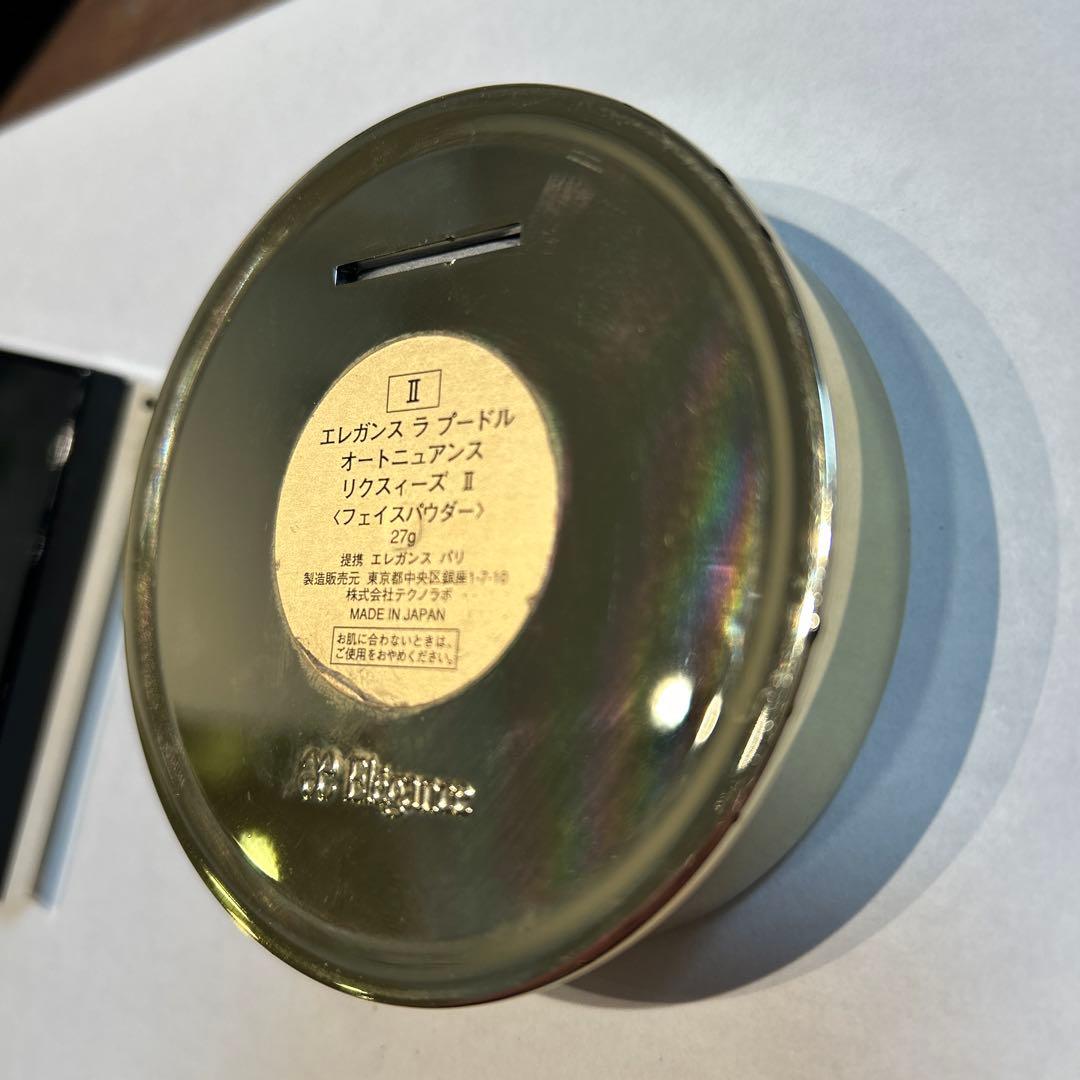 Ⅱ
エレガンス ラ プードル
オートニュアンス
リクスィーズ Ⅱ
〈フェイスパウダー〉
27g
提携 エレガンス パリ
製造販売元 東京都中央区銀座1-7-10
株式会社テクノラボ
MADE IN JAPAN
お肌に合わないときは、
ご使用をおやめください。
Elégance